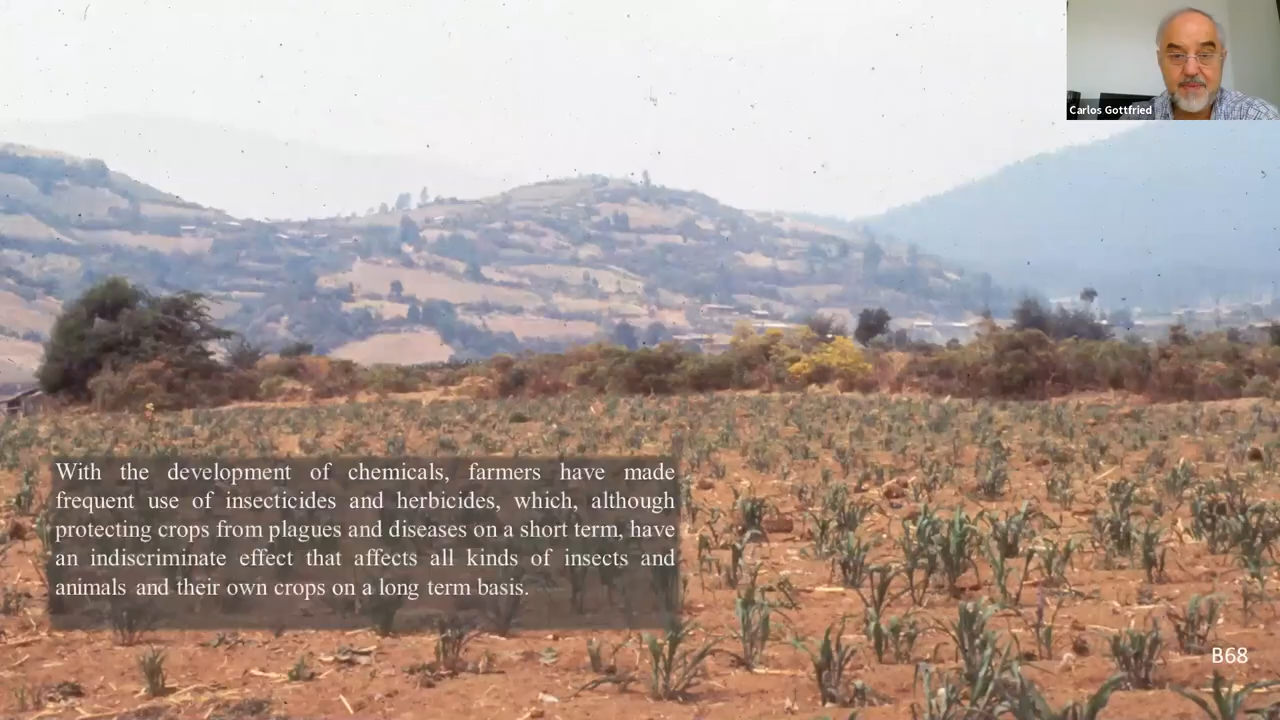 Carlos Gottfried
With the development of chemicals, farmers have made
frequent use of insecticides and herbicides, which, although
protecting crops from plagues and diseases on a short term, have
an indiscriminate effect that affects all kinds of insects and
animals and their own crops on a long term basis.
B68